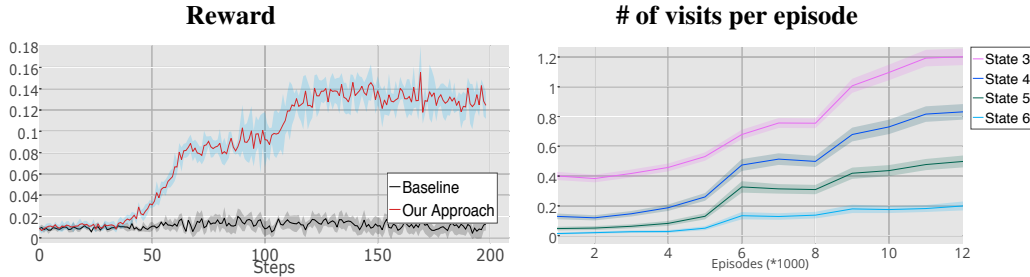 Reward
0.18
0.16
0.14
0.12
0.1
0.08
0.06
0.04
0.02
0
0 50 100 150 200
Steps
Baseline
Our Approach
# of visits per episode
1.2
1
0.8
0.6
0.4
0.2
0
2 4 6 8 10 12
Episodes (*1000)
State 3
State 4
State 5
State 6